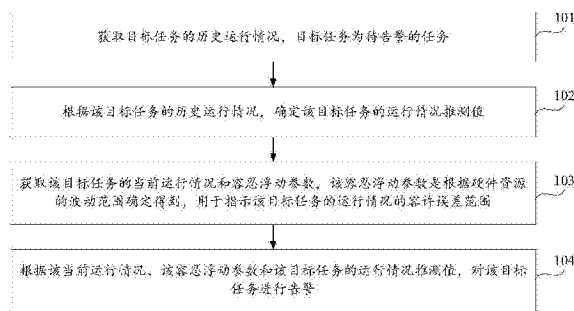 101
获取目标任务的历史运行情况，目标任务为待告警的任务
102
根据该目标任务的历史运行情况，确定该目标任务的运行情况推测值
103
获取该目标任务的当前运行情况和容忍浮动参数，该容忍浮动参数是根据硬件资源
的波动范围确定得到，用于指示该目标任务的运行情况的容许误差范围
104
根据该当前运行情况、该容忍浮动参数和该目标任务的运行情况推测值，对该目标
任务进行告警